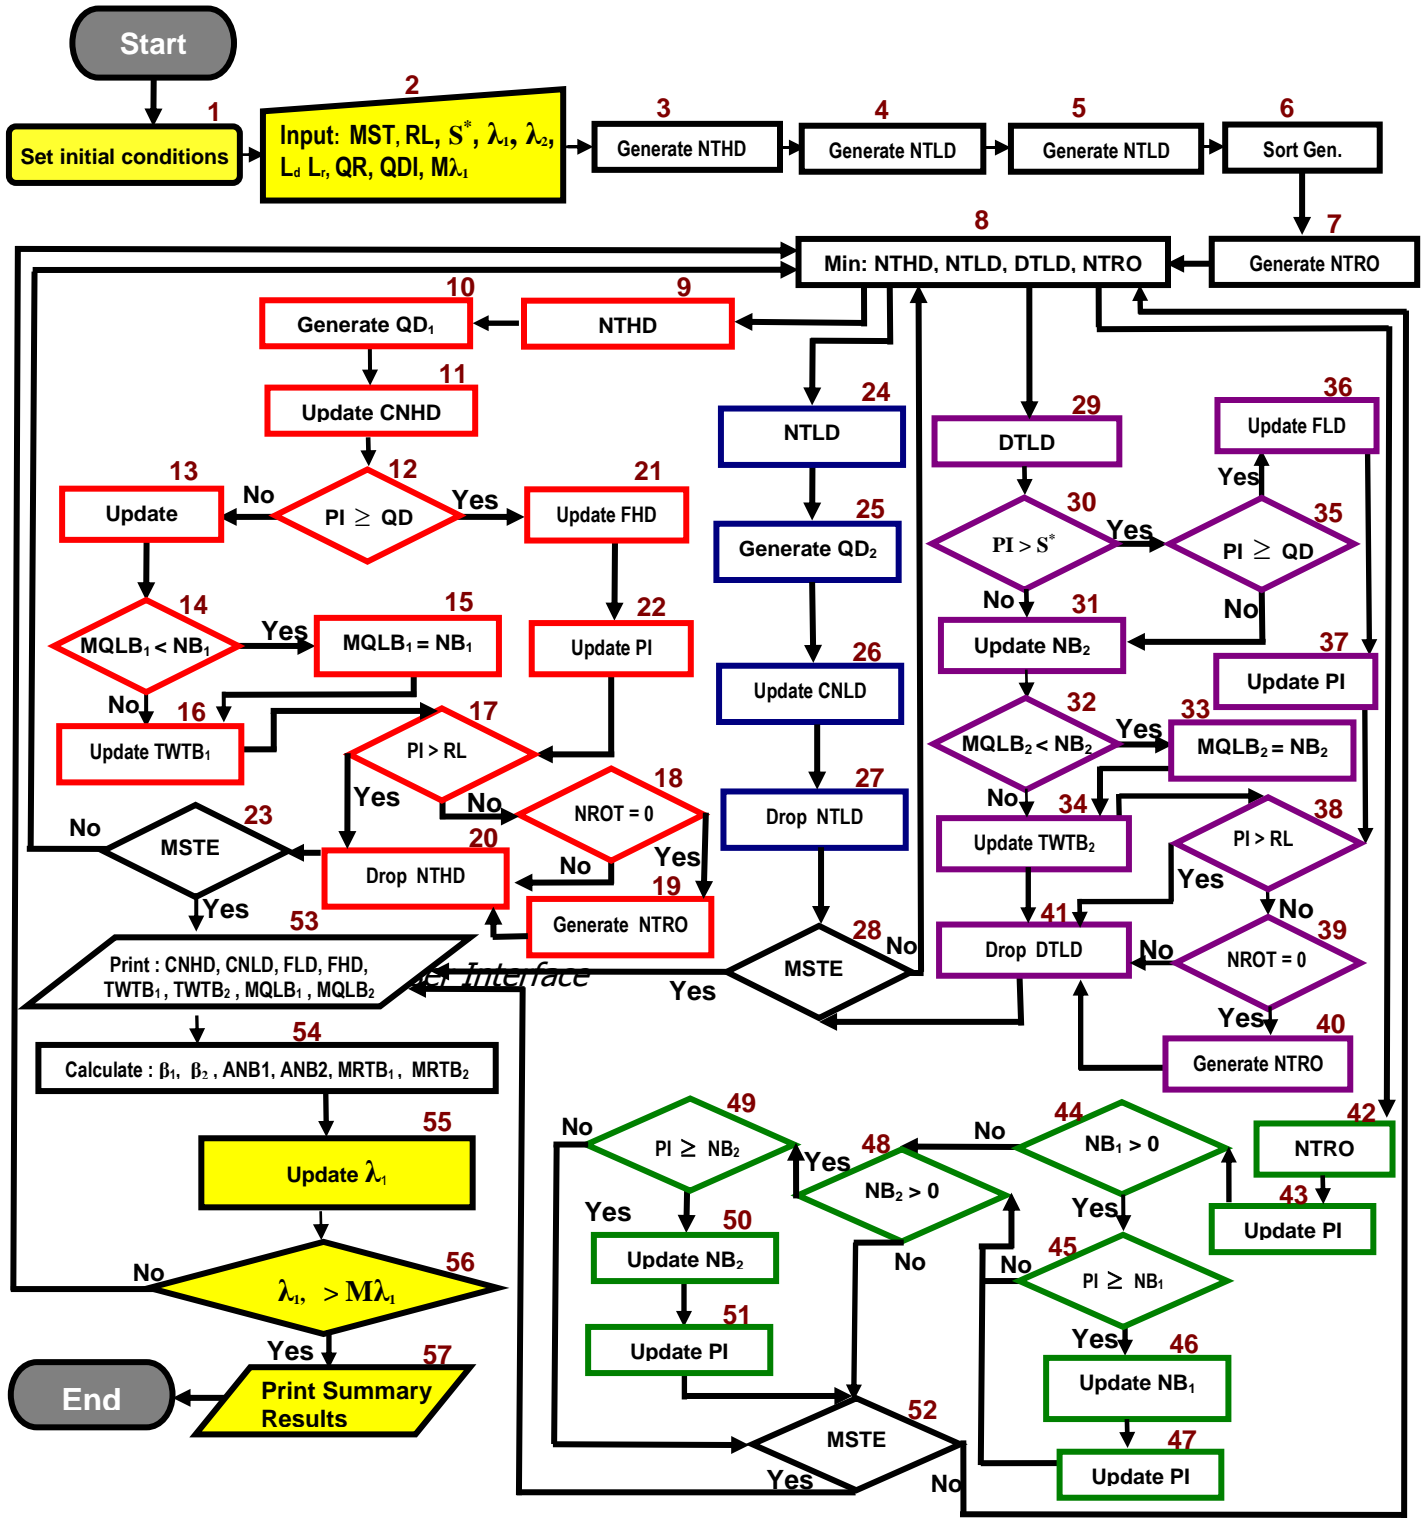 Start
1
Set initial conditions
2
Input: MST, RL, S*, λ₁, λ₂,
L_d L_r, QR, QDI, Mλ₁
3
Generate NTHD
4
Generate NTLD
5
Generate NTLD
6
Sort Gen.
7
Generate NTRO
8
Min: NTHD, NTLD, DTLD, NTRO
9
NTHD
10
Generate QD₁
11
Update CNHD
12
PI ≥ QD
No
Yes
13
Update
14
MQLB₁ < NB₁
Yes
No
15
MQLB₁ = NB₁
16
Update TWTB₁
17
PI > RL
Yes
No
18
NROT = 0
No
Yes
19
Generate NTRO
20
Drop NTHD
21
Update FHD
22
Update PI
23
MSTE
No
Yes
24
NTLD
25
Generate QD₂
26
Update CNLD
27
Drop NTLD
28
MSTE
No
Yes
29
DTLD
30
PI > S*
Yes
No
31
Update NB₂
32
MQLB₂ < NB₂
Yes
No
33
MQLB₂ = NB₂
34
Update TWTB₂
35
PI ≥ QD
Yes
No
36
Update FLD
37
Update PI
38
PI > RL
Yes
No
39
NROT = 0
No
Yes
40
Generate NTRO
41
Drop DTLD
42
NTRO
43
Update PI
44
NB₁ > 0
No
Yes
45
PI ≥ NB₁
No
Yes
46
Update NB₁
47
Update PI
48
NB₂ > 0
Yes
No
49
PI ≥ NB₂
No
Yes
50
Update NB₂
51
Update PI
52
MSTE
Yes
No
53
Print : CNHD, CNLD, FLD, FHD,
TWTB₁, TWTB₂ , MQLB₁ , MQLB₂
Interface
54
Calculate : β₁, β₂ , ANB1, ANB2, MRTB₁ , MRTB₂
55
Update λ₁
56
λ₁, > Mλ₁
No
Yes
57
Print Summary
Results
End